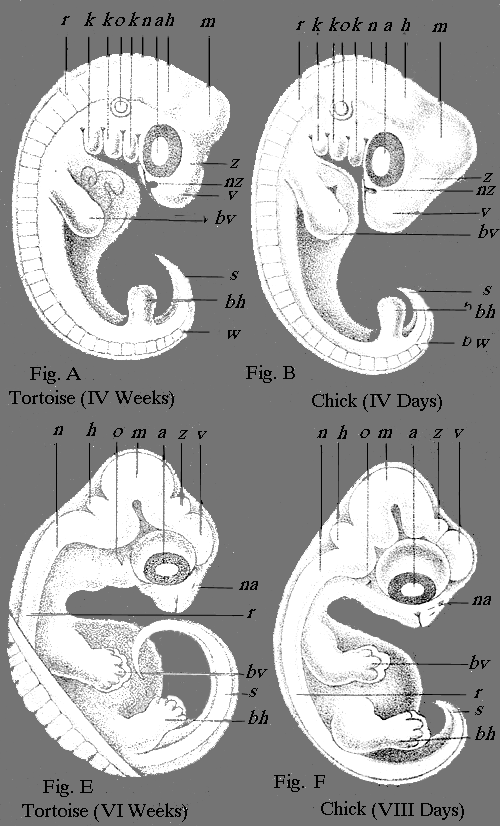 r k k o k n a h m
r k k o k n a h m
z
nz
v
bv
s
bh
w
z
nz
v
bv
s
bh
w
Fig. A
Tortoise (IV Weeks)
Fig. B
Chick (IV Days)
n h o m a z v
n h o m a z v
na
r
bv
s
bh
na
bv
r
s
bh
Fig. E
Tortoise (VI Weeks)
Fig. F
Chick (VIII Days)